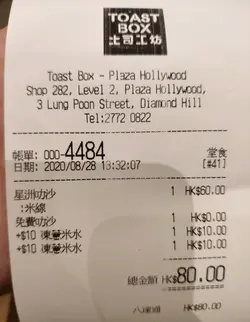 TOAST
BOX
土司工坊
Toast Box - Plaza Hollywood
Shop 282, Level 2, Plaza Hollywood,
3 Lung Poon Street, Diamond Hill
Tel:2772 0822
帳單: 000-4484 堂食
日期: 2020/08/28 13:32:07 [#41]
星洲叻沙 1 HK$60.00
:米線
免費叻沙 1 HK$0.00
+$10 凍薏米水 1 HK$10.00
+$10 凍薏米水 1 HK$10.00
總金額 HK$80.00
八達通 HK$80.00